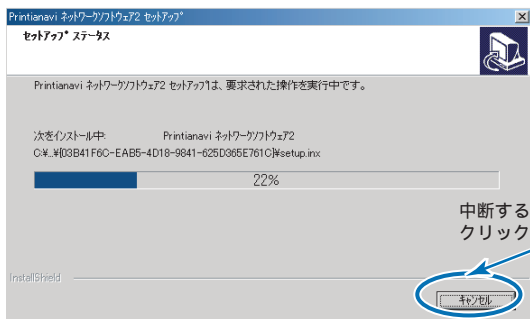 Printianavi ネットワークソフトウェア2 セットアップ
セットアップ ステータス
Printianavi ネットワークソフトウェア2 セットアップは、要求された操作を実行中です。
次をインストール中: Printianavi ネットワークソフトウェア2
C:¥...¥{03B41F6C-EAB5-4D18-9841-625D365E761C}¥setup.inx
22%
中断する
クリック
InstallShield
キャンセル